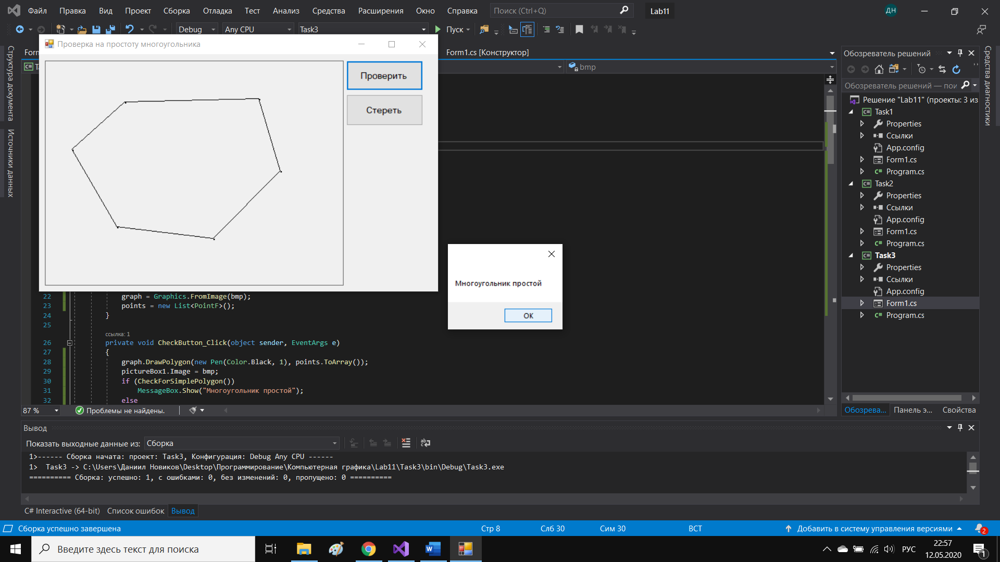 Файл Правка Вид Проект Сборка Отладка Тест Анализ Средства Расширения Окно Справка Поиск (Ctrl+Q) Lab11 ДН
Debug Any CPU Task3 Пуск
Проверка на простоту многоугольника
Проверить
Стереть
Form1.cs [Конструктор]
bmp
Структура документа
Источники данных
22 graph = Graphics.FromImage(bmp);
23 points = new List<PointF>();
24 }
25
ссылка: 1
26 private void CheckButton_Click(object sender, EventArgs e)
27 {
28 graph.DrawPolygon(new Pen(Color.Black, 1), points.ToArray());
29 pictureBox1.Image = bmp;
30 if (CheckForSimplePolygon())
31 MessageBox.Show("Многоугольник простой");
32 else
87 % Проблемы не найдены.
Многоугольник простой
ОК
Обозреватель решений
Обозреватель решений — пои
Решение "Lab11" (проекты: 3 из
Task1
Properties
Ссылки
App.config
Form1.cs
Program.cs
Task2
Properties
Ссылки
App.config
Form1.cs
Program.cs
Task3
Properties
Ссылки
App.config
Form1.cs
Program.cs
Обозрева... Панель э... Свойства
Средства диагностики
Вывод
Показать выходные данные из: Сборка
1>------ Сборка начата: проект: Task3, Конфигурация: Debug Any CPU ------
1> Task3 -> C:\Users\Даниил Новиков\Desktop\Программирование\Компьютерная графика\Lab11\Task3\bin\Debug\Task3.exe
========== Сборка: успешно: 1, с ошибками: 0, без изменений: 0, пропущено: 0 ==========
C# Interactive (64-bit) Список ошибок Вывод
Сборка успешно завершена Стр 8 Слб 30 Сим 30 ВСТ Добавить в систему управления версиями 2
Введите здесь текст для поиска
РУС 22:57
12.05.2020
1